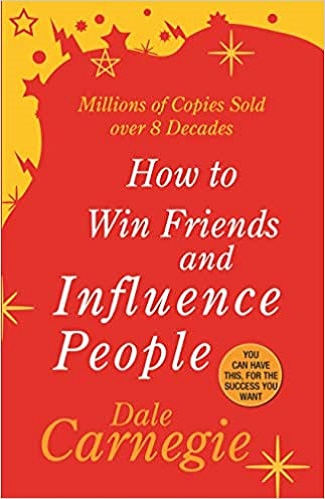 Millions of Copies Sold
over 8 Decades
How to
Win Friends
and
Influence
People
YOU
CAN HAVE
THIS, FOR THE
SUCCESS YOU
WANT
Dale
Carnegie